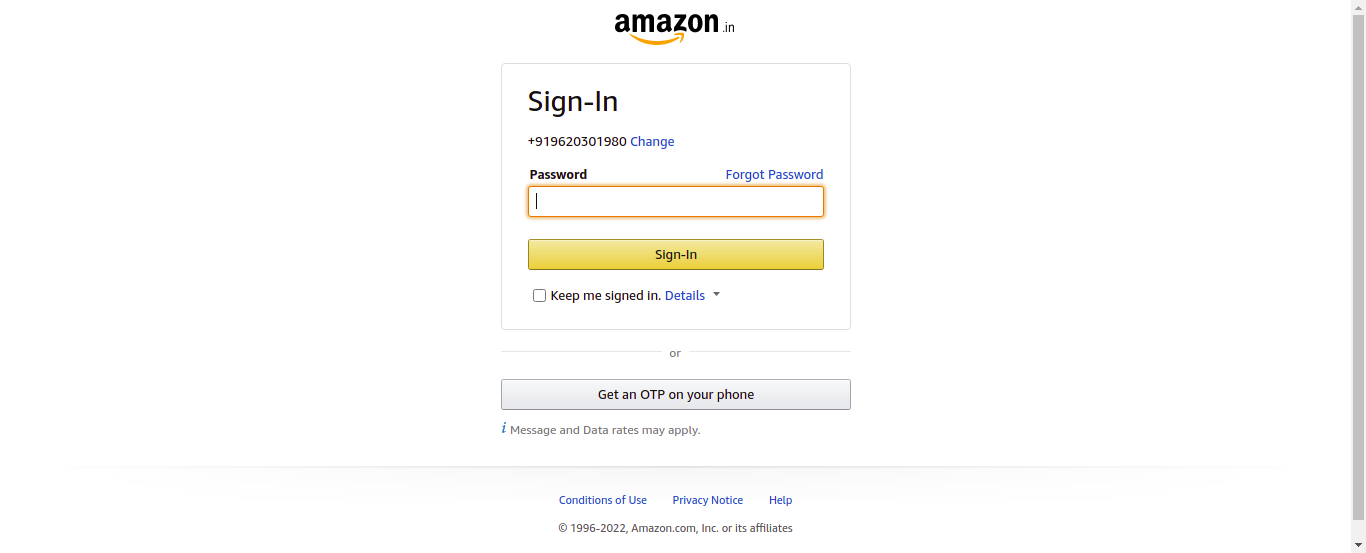 amazon.in
Sign-In
+919620301980 Change
Password Forgot Password
Sign-In
Keep me signed in. Details
or
Get an OTP on your phone
i Message and Data rates may apply.
Conditions of Use Privacy Notice Help
© 1996-2022, Amazon.com, Inc. or its affiliates